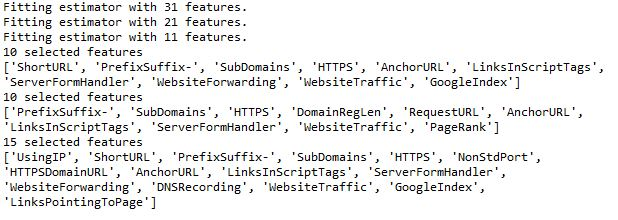 Fitting estimator with 31 features.
Fitting estimator with 21 features.
Fitting estimator with 11 features.
10 selected features
['ShortURL', 'PrefixSuffix-', 'SubDomains', 'HTTPS', 'AnchorURL', 'LinksInScriptTags',
'ServerFormHandler', 'WebsiteForwarding', 'WebsiteTraffic', 'GoogleIndex']
10 selected features
['PrefixSuffix-', 'SubDomains', 'HTTPS', 'DomainRegLen', 'RequestURL', 'AnchorURL',
'LinksInScriptTags', 'ServerFormHandler', 'WebsiteTraffic', 'PageRank']
15 selected features
['UsingIP', 'ShortURL', 'PrefixSuffix-', 'SubDomains', 'HTTPS', 'NonStdPort',
'HTTPSDomainURL', 'AnchorURL', 'LinksInScriptTags', 'ServerFormHandler',
'WebsiteForwarding', 'DNSRecording', 'WebsiteTraffic', 'GoogleIndex',
'LinksPointingToPage']